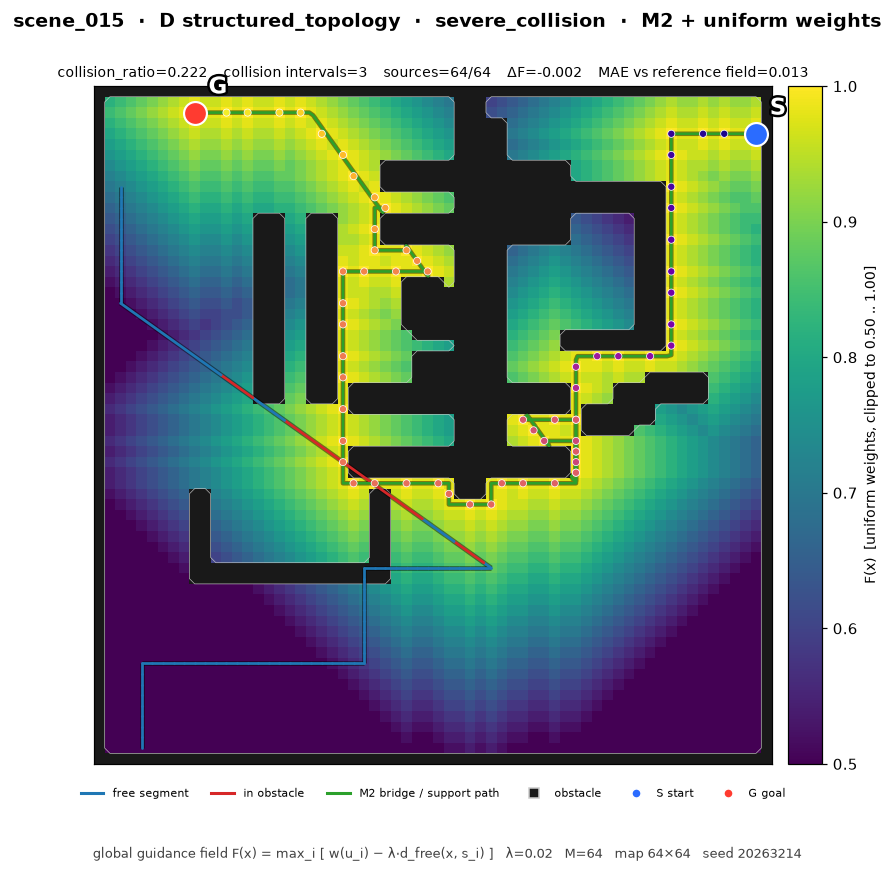 scene_015 · D structured_topology · severe_collision · M2 + uniform weights
collision_ratio=0.222 collision intervals=3 sources=64/64 ΔF=-0.002 MAE vs reference field=0.013
G
S
1.0
0.9
0.8
0.7
0.6
0.5
F(x) [uniform weights, clipped to 0.50 .. 1.00]
free segment
in obstacle
M2 bridge / support path
obstacle
S start
G goal
global guidance field F(x) = max_i [ w(u_i) − λ·d_free(x, s_i) ] λ=0.02 M=64 map 64×64 seed 20263214